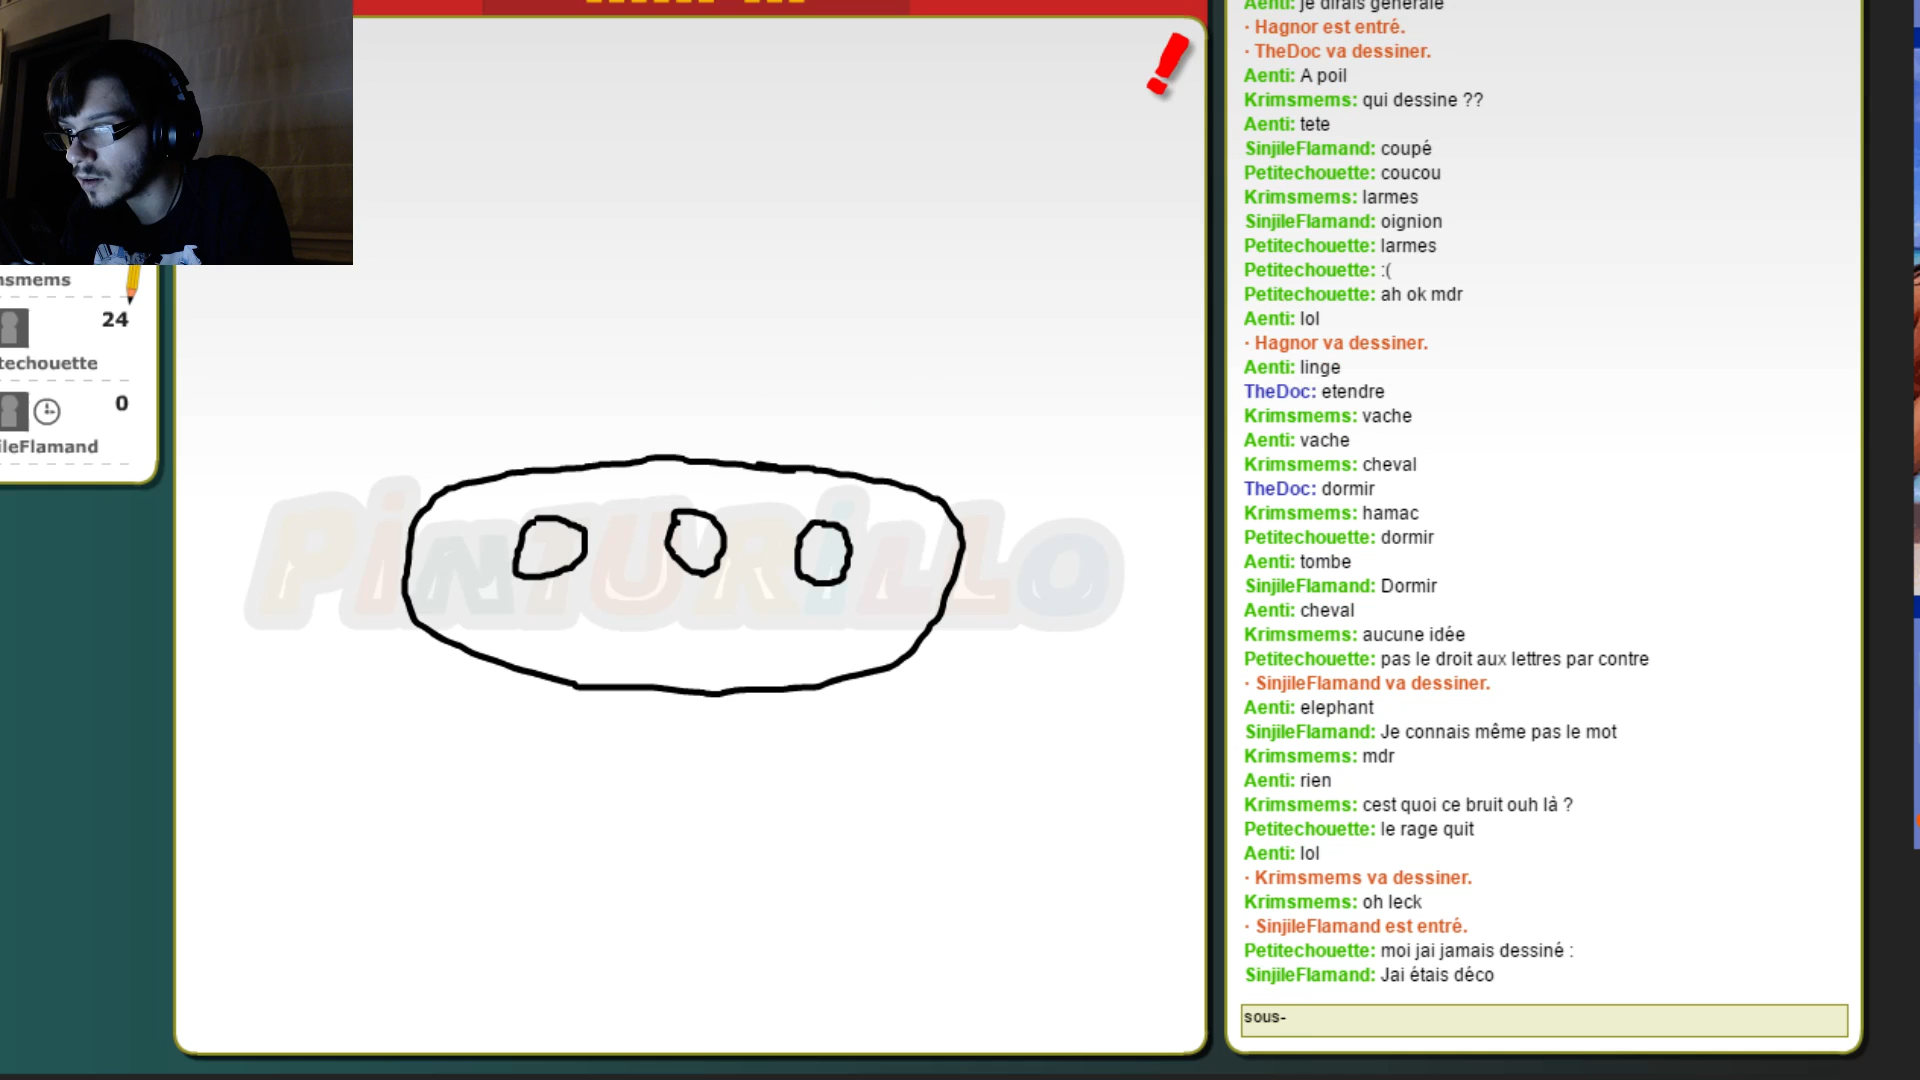 Aenti: je dirais générale
· Hagnor est entré.
· TheDoc va dessiner.
Aenti: A poil
Krimsmems: qui dessine ??
Aenti: tete
SinjileFlamand: coupé
Petitechouette: coucou
Krimsmems: larmes
SinjileFlamand: oignion
Petitechouette: larmes
Petitechouette: :(
Petitechouette: ah ok mdr
Aenti: lol
· Hagnor va dessiner.
Aenti: linge
TheDoc: etendre
Krimsmems: vache
Aenti: vache
Krimsmems: cheval
TheDoc: dormir
Krimsmems: hamac
Petitechouette: dormir
Aenti: tombe
SinjileFlamand: Dormir
Aenti: cheval
Krimsmems: aucune idée
Petitechouette: pas le droit aux lettres par contre
· SinjileFlamand va dessiner.
Aenti: elephant
SinjileFlamand: Je connais même pas le mot
Krimsmems: mdr
Aenti: rien
Krimsmems: cest quoi ce bruit ouh là ?
Petitechouette: le rage quit
Aenti: lol
· Krimsmems va dessiner.
Krimsmems: oh leck
· SinjileFlamand est entré.
Petitechouette: moi jai jamais dessiné :
SinjileFlamand: Jai étais déco
sous-
nsmems
24
techouette
0
ileFlamand
PiNTURiLLO